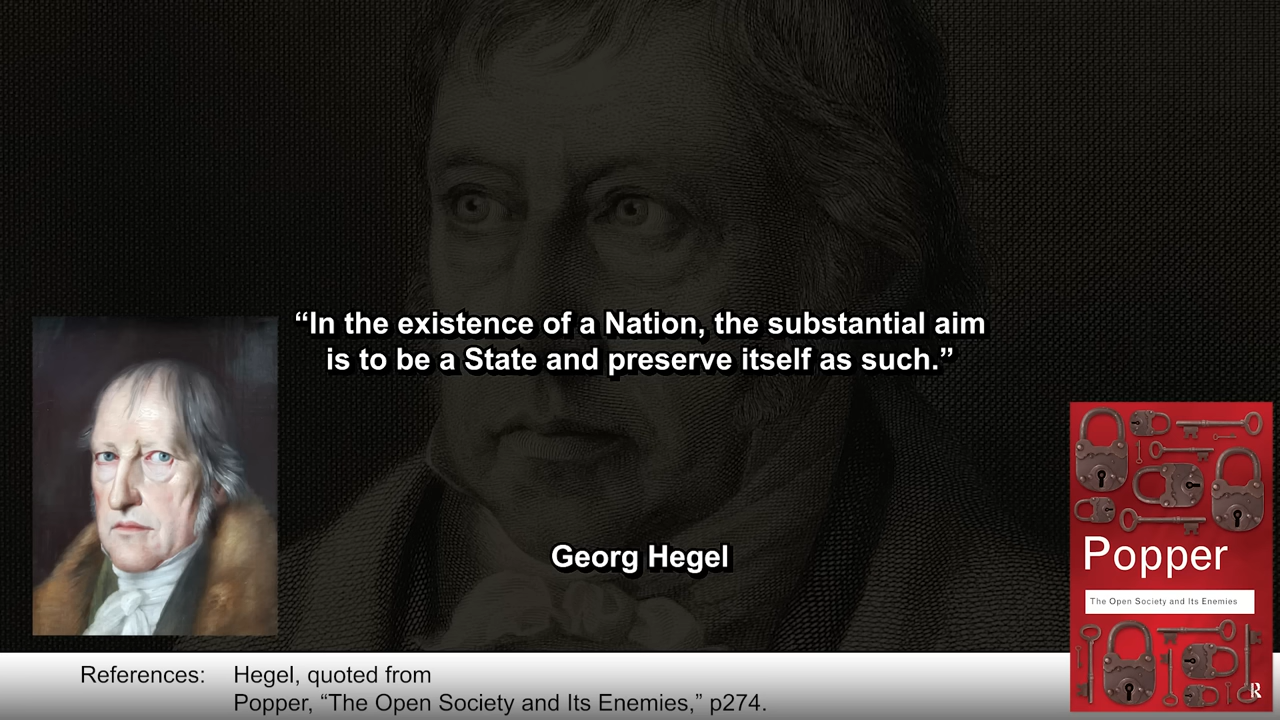 “In the existence of a Nation, the substantial aim
is to be a State and preserve itself as such.”
Georg Hegel
Popper
The Open Society and Its Enemies
R
References: Hegel, quoted from
Popper, “The Open Society and Its Enemies,” p274.